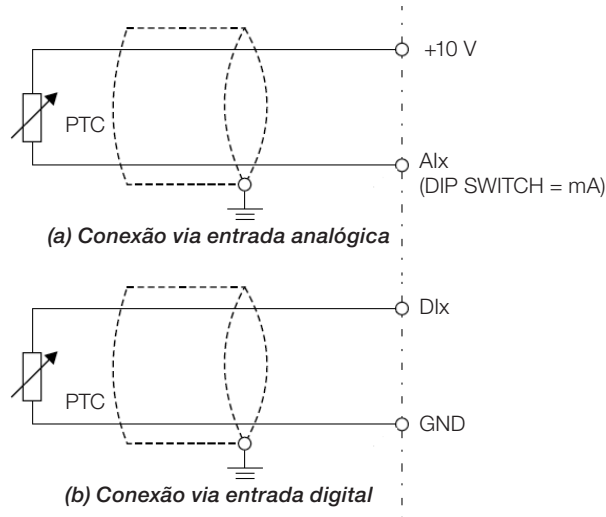 +10 V
PTC
AIx
(DIP SWITCH = mA)
(a) Conexão via entrada analógica
DIx
PTC
GND
(b) Conexão via entrada digital